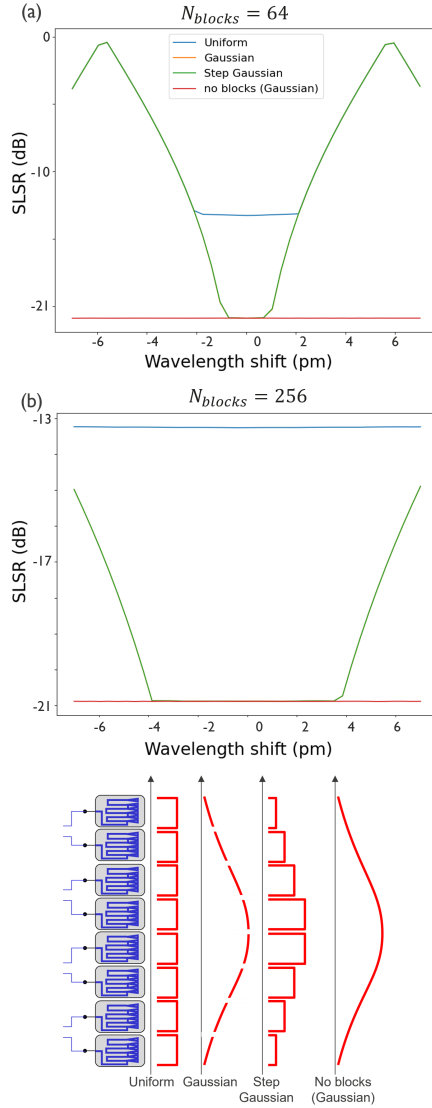 (a)
N_blocks = 64
0
-10
-21
SLSR (dB)
Uniform
Gaussian
Step Gaussian
no blocks (Gaussian)
-6 -4 -2 0 2 4 6
Wavelength shift (pm)
(b)
N_blocks = 256
-13
-17
-21
SLSR (dB)
-6 -4 -2 0 2 4 6
Wavelength shift (pm)
Uniform Gaussian Step Gaussian No blocks (Gaussian)